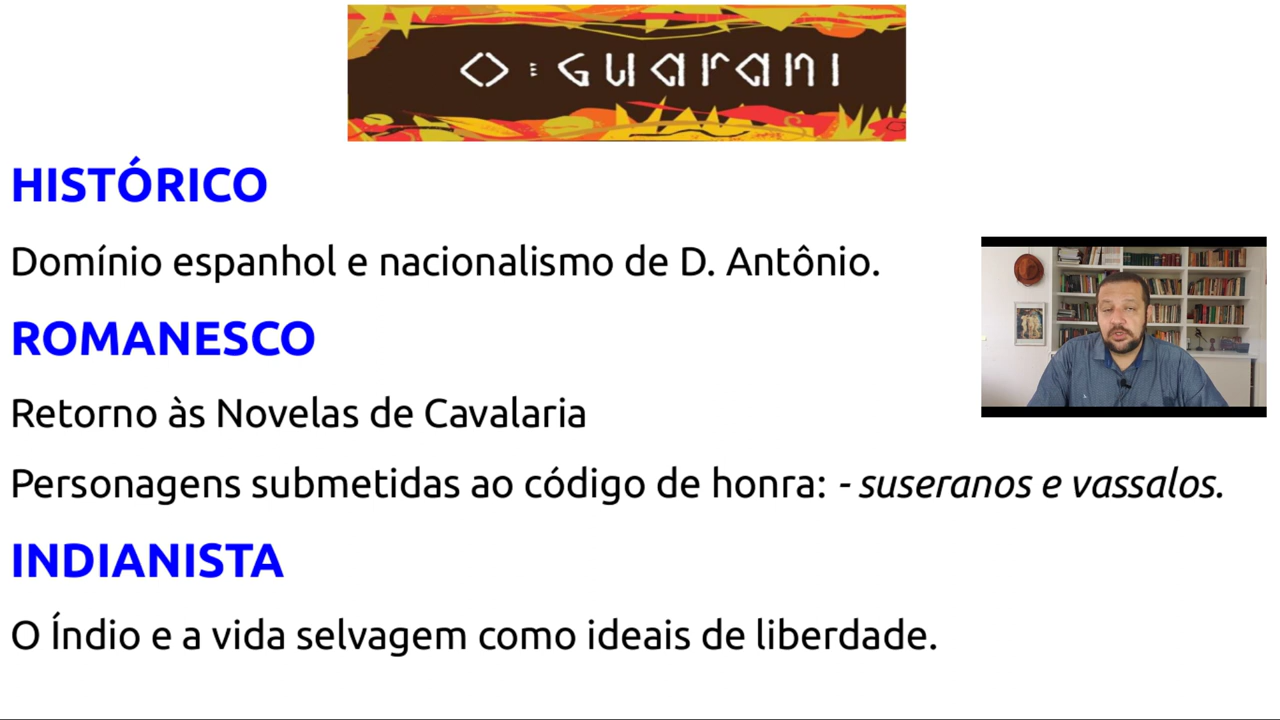 O Guarani
HISTÓRICO
Domínio espanhol e nacionalismo de D. Antônio.
ROMANESCO
Retorno às Novelas de Cavalaria
Personagens submetidas ao código de honra: - suseranos e vassalos.
INDIANISTA
O Índio e a vida selvagem como ideais de liberdade.